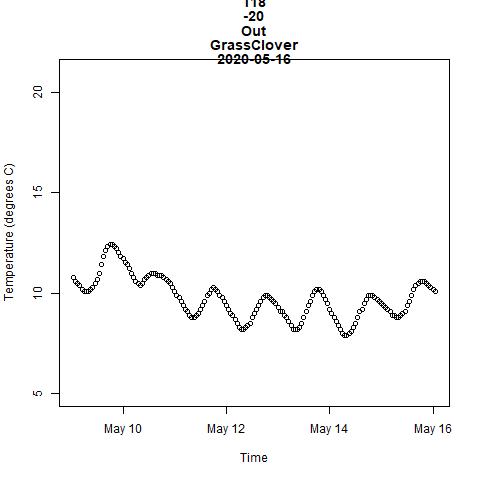 118
-20
Out
GrassClover
2020-05-16
Temperature (degrees C)
20
15
10
5
May 10
May 12
May 14
May 16
Time